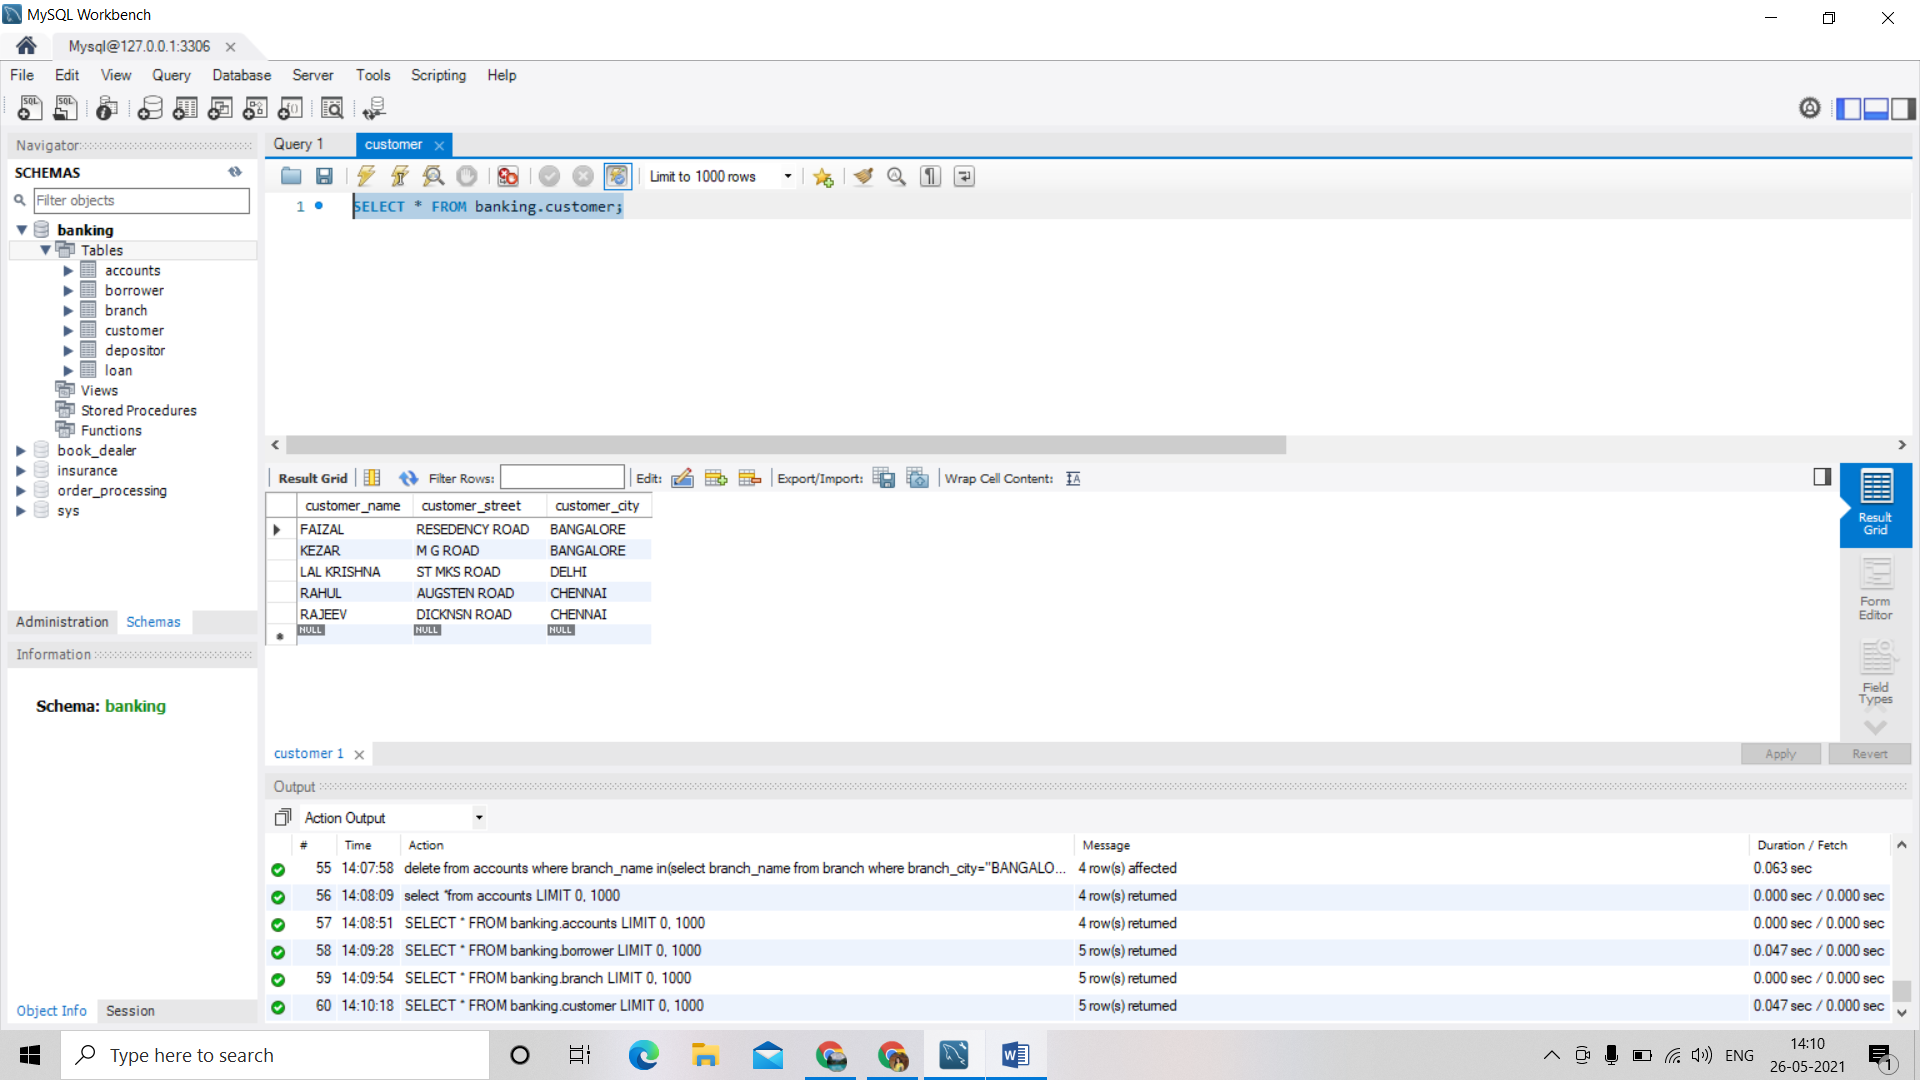 MySQL Workbench
Mysql@127.0.0.1:3306
File Edit View Query Database Server Tools Scripting Help
Navigator
SCHEMAS
Filter objects
banking
Tables
accounts
borrower
branch
customer
depositor
loan
Views
Stored Procedures
Functions
book_dealer
insurance
order_processing
sys
Administration Schemas
Information
Schema: banking
Object Info Session
Query 1 customer
Limit to 1000 rows
1 SELECT * FROM banking.customer;
Result Grid Filter Rows: Edit: Export/Import: Wrap Cell Content:
customer_name customer_street customer_city
FAIZAL RESEDENCY ROAD BANGALORE
KEZAR M G ROAD BANGALORE
LAL KRISHNA ST MKS ROAD DELHI
RAHUL AUGSTEN ROAD CHENNAI
RAJEEV DICKNSN ROAD CHENNAI
NULL NULL NULL
Result
Grid
Form
Editor
Field
Types
customer 1
Apply Revert
Output
Action Output
# Time Action Message Duration / Fetch
55 14:07:58 delete from accounts where branch_name in(select branch_name from branch where branch_city="BANGALO... 4 row(s) affected 0.063 sec
56 14:08:09 select *from accounts LIMIT 0, 1000 4 row(s) returned 0.000 sec / 0.000 sec
57 14:08:51 SELECT * FROM banking.accounts LIMIT 0, 1000 4 row(s) returned 0.000 sec / 0.000 sec
58 14:09:28 SELECT * FROM banking.borrower LIMIT 0, 1000 5 row(s) returned 0.047 sec / 0.000 sec
59 14:09:54 SELECT * FROM banking.branch LIMIT 0, 1000 5 row(s) returned 0.000 sec / 0.000 sec
60 14:10:18 SELECT * FROM banking.customer LIMIT 0, 1000 5 row(s) returned 0.047 sec / 0.000 sec
Type here to search
ENG
14:10
26-05-2021
1